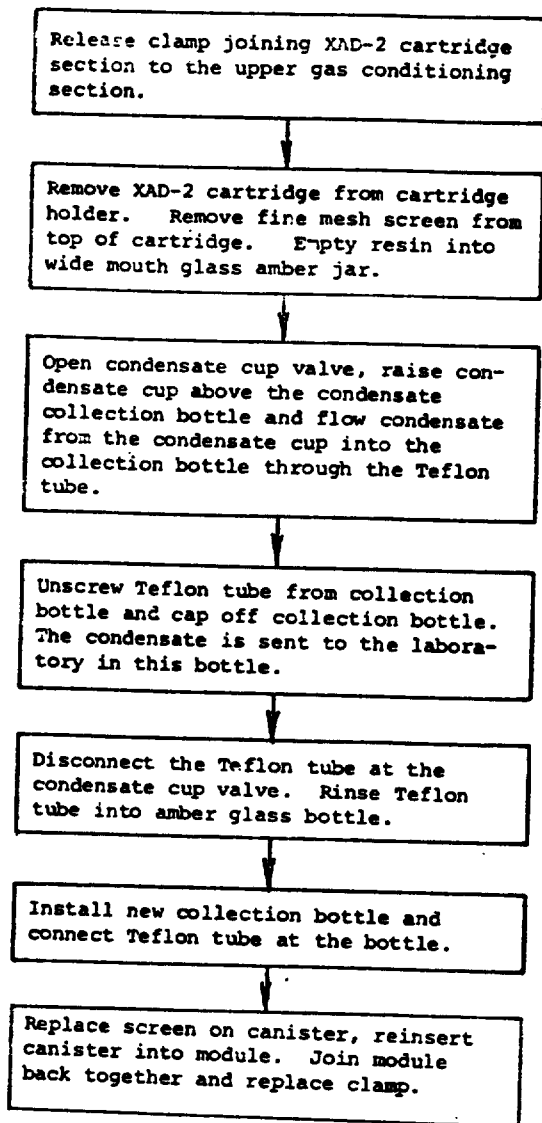 Release clamp joining XAD-2 cartridge
section to the upper gas conditioning
section.
Remove XAD-2 cartridge from cartridge
holder. Remove fine mesh screen from
top of cartridge. Empty resin into
wide mouth glass amber jar.
Open condensate cup valve, raise con-
densate cup above the condensate
collection bottle and flow condensate
from the condensate cup into the
collection bottle through the Teflon
tube.
Unscrew Teflon tube from collection
bottle and cap off collection bottle.
The condensate is sent to the labora-
tory in this bottle.
Disconnect the Teflon tube at the
condensate cup valve. Rinse Teflon
tube into amber glass bottle.
Install new collection bottle and
connect Teflon tube at the bottle.
Replace screen on canister, reinsert
canister into module. Join module
back together and replace clamp.